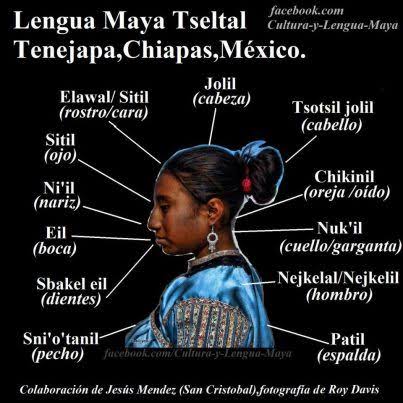 Lengua Maya Tseltal
Tenejapa,Chiapas,México.
facebook.com
Cultura-y-Lengua-Maya
Jolil
(cabeza)
Elawal/ Sitil
(rostro/cara)
Tsotsil jolil
(cabello)
Sitil
(ojo)
Chikinil
(oreja /oído)
Ni'il
(nariz)
Nuk'il
(cuello/garganta)
Eil
(boca)
Nejkelal/Nejkelil
(hombro)
Sbakel eil
(dientes)
Sni'o'tanil
(pecho)
Patil
(espalda)
facebook.com/Cultura-y-Lengua-Maya
Colaboración de Jesús Mendez (San Cristobal),fotografía de Roy Davis